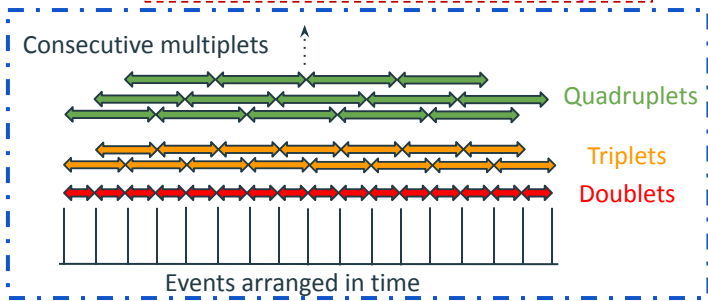 Consecutive multiplets
Quadruplets
Triplets
Doublets
Events arranged in time